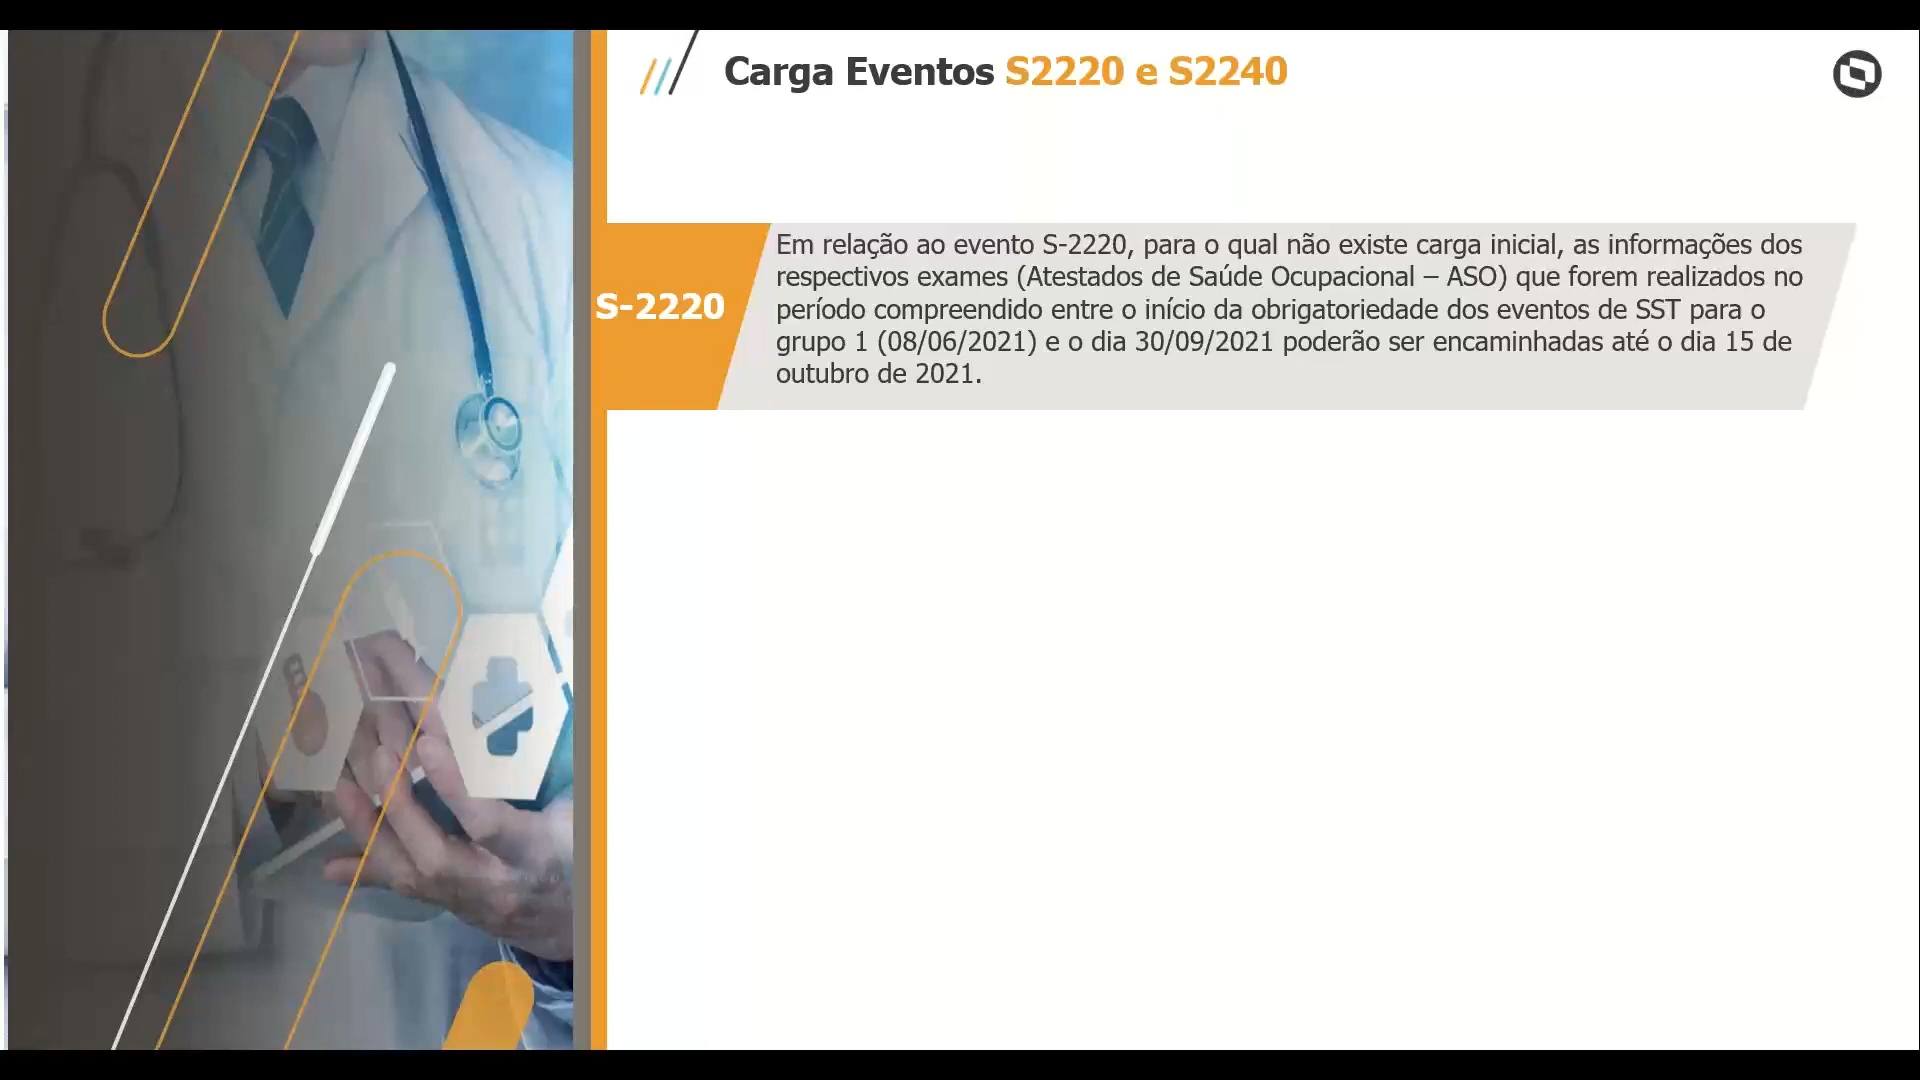 Carga Eventos S2220 e S2240
S-2220
Em relação ao evento S-2220, para o qual não existe carga inicial, as informações dos
respectivos exames (Atestados de Saúde Ocupacional – ASO) que forem realizados no
período compreendido entre o início da obrigatoriedade dos eventos de SST para o
grupo 1 (08/06/2021) e o dia 30/09/2021 poderão ser encaminhadas até o dia 15 de
outubro de 2021.